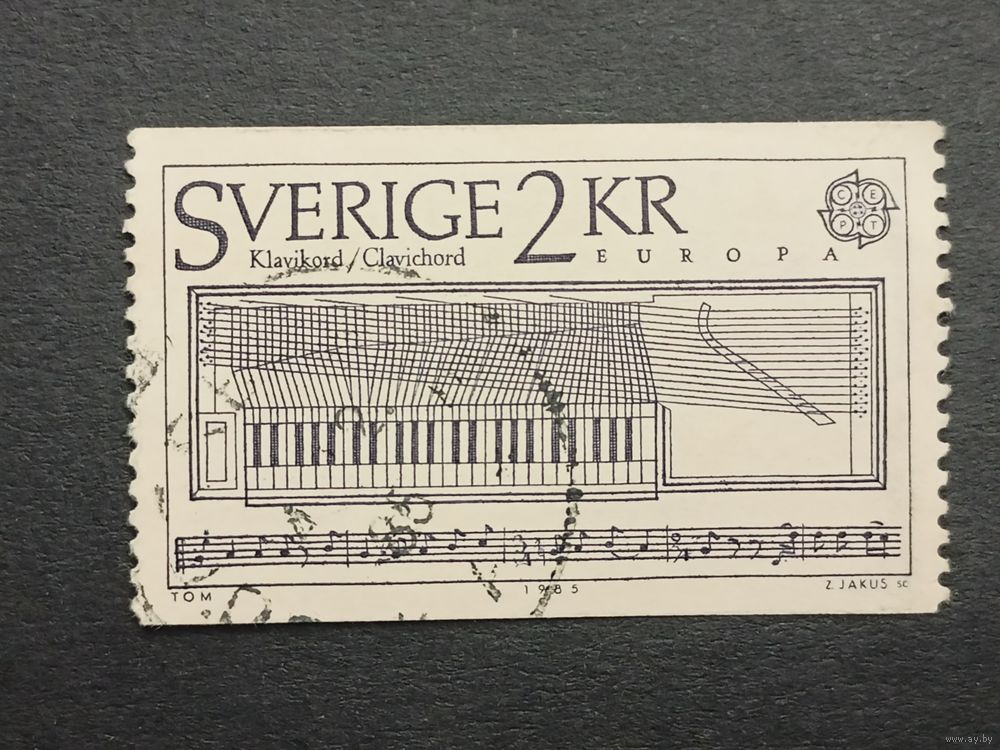 SVERIGE 2 KR
Klavikord / Clavichord
EUROPA
C E
P T
TOM 1985 Z. JAKUS SC
www.ay.by